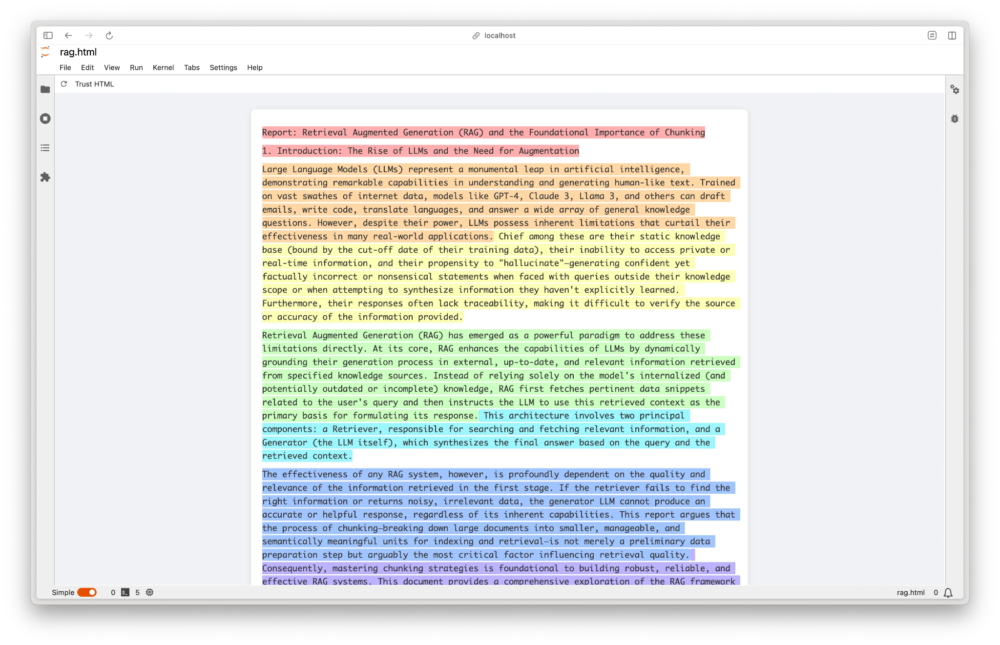 localhost
rag.html
File Edit View Run Kernel Tabs Settings Help
Trust HTML
Report: Retrieval Augmented Generation (RAG) and the Foundational Importance of Chunking
1. Introduction: The Rise of LLMs and the Need for Augmentation
Large Language Models (LLMs) represent a monumental leap in artificial intelligence,
demonstrating remarkable capabilities in understanding and generating human-like text. Trained
on vast swathes of internet data, models like GPT-4, Claude 3, Llama 3, and others can draft
emails, write code, translate languages, and answer a wide array of general knowledge
questions. However, despite their power, LLMs possess inherent limitations that curtail their
effectiveness in many real-world applications. Chief among these are their static knowledge
base (bound by the cut-off date of their training data), their inability to access private or
real-time information, and their propensity to "hallucinate"—generating confident yet
factually incorrect or nonsensical statements when faced with queries outside their knowledge
scope or when attempting to synthesize information they haven't explicitly learned.
Furthermore, their responses often lack traceability, making it difficult to verify the source
or accuracy of the information provided.
Retrieval Augmented Generation (RAG) has emerged as a powerful paradigm to address these
limitations directly. At its core, RAG enhances the capabilities of LLMs by dynamically
grounding their generation process in external, up-to-date, and relevant information retrieved
from specified knowledge sources. Instead of relying solely on the model's internalized (and
potentially outdated or incomplete) knowledge, RAG first fetches pertinent data snippets
related to the user's query and then instructs the LLM to use this retrieved context as the
primary basis for formulating its response. This architecture involves two principal
components: a Retriever, responsible for searching and fetching relevant information, and a
Generator (the LLM itself), which synthesizes the final answer based on the query and the
retrieved context.
The effectiveness of any RAG system, however, is profoundly dependent on the quality and
relevance of the information retrieved in the first stage. If the retriever fails to find the
right information or returns noisy, irrelevant data, the generator LLM cannot produce an
accurate or helpful response, regardless of its inherent capabilities. This report argues that
the process of chunking—breaking down large documents into smaller, manageable, and
semantically meaningful units for indexing and retrieval—is not merely a preliminary data
preparation step but arguably the most critical factor influencing retrieval quality.
Consequently, mastering chunking strategies is foundational to building robust, reliable, and
effective RAG systems. This document provides a comprehensive exploration of the RAG framework
Simple 0 5 rag.html 0